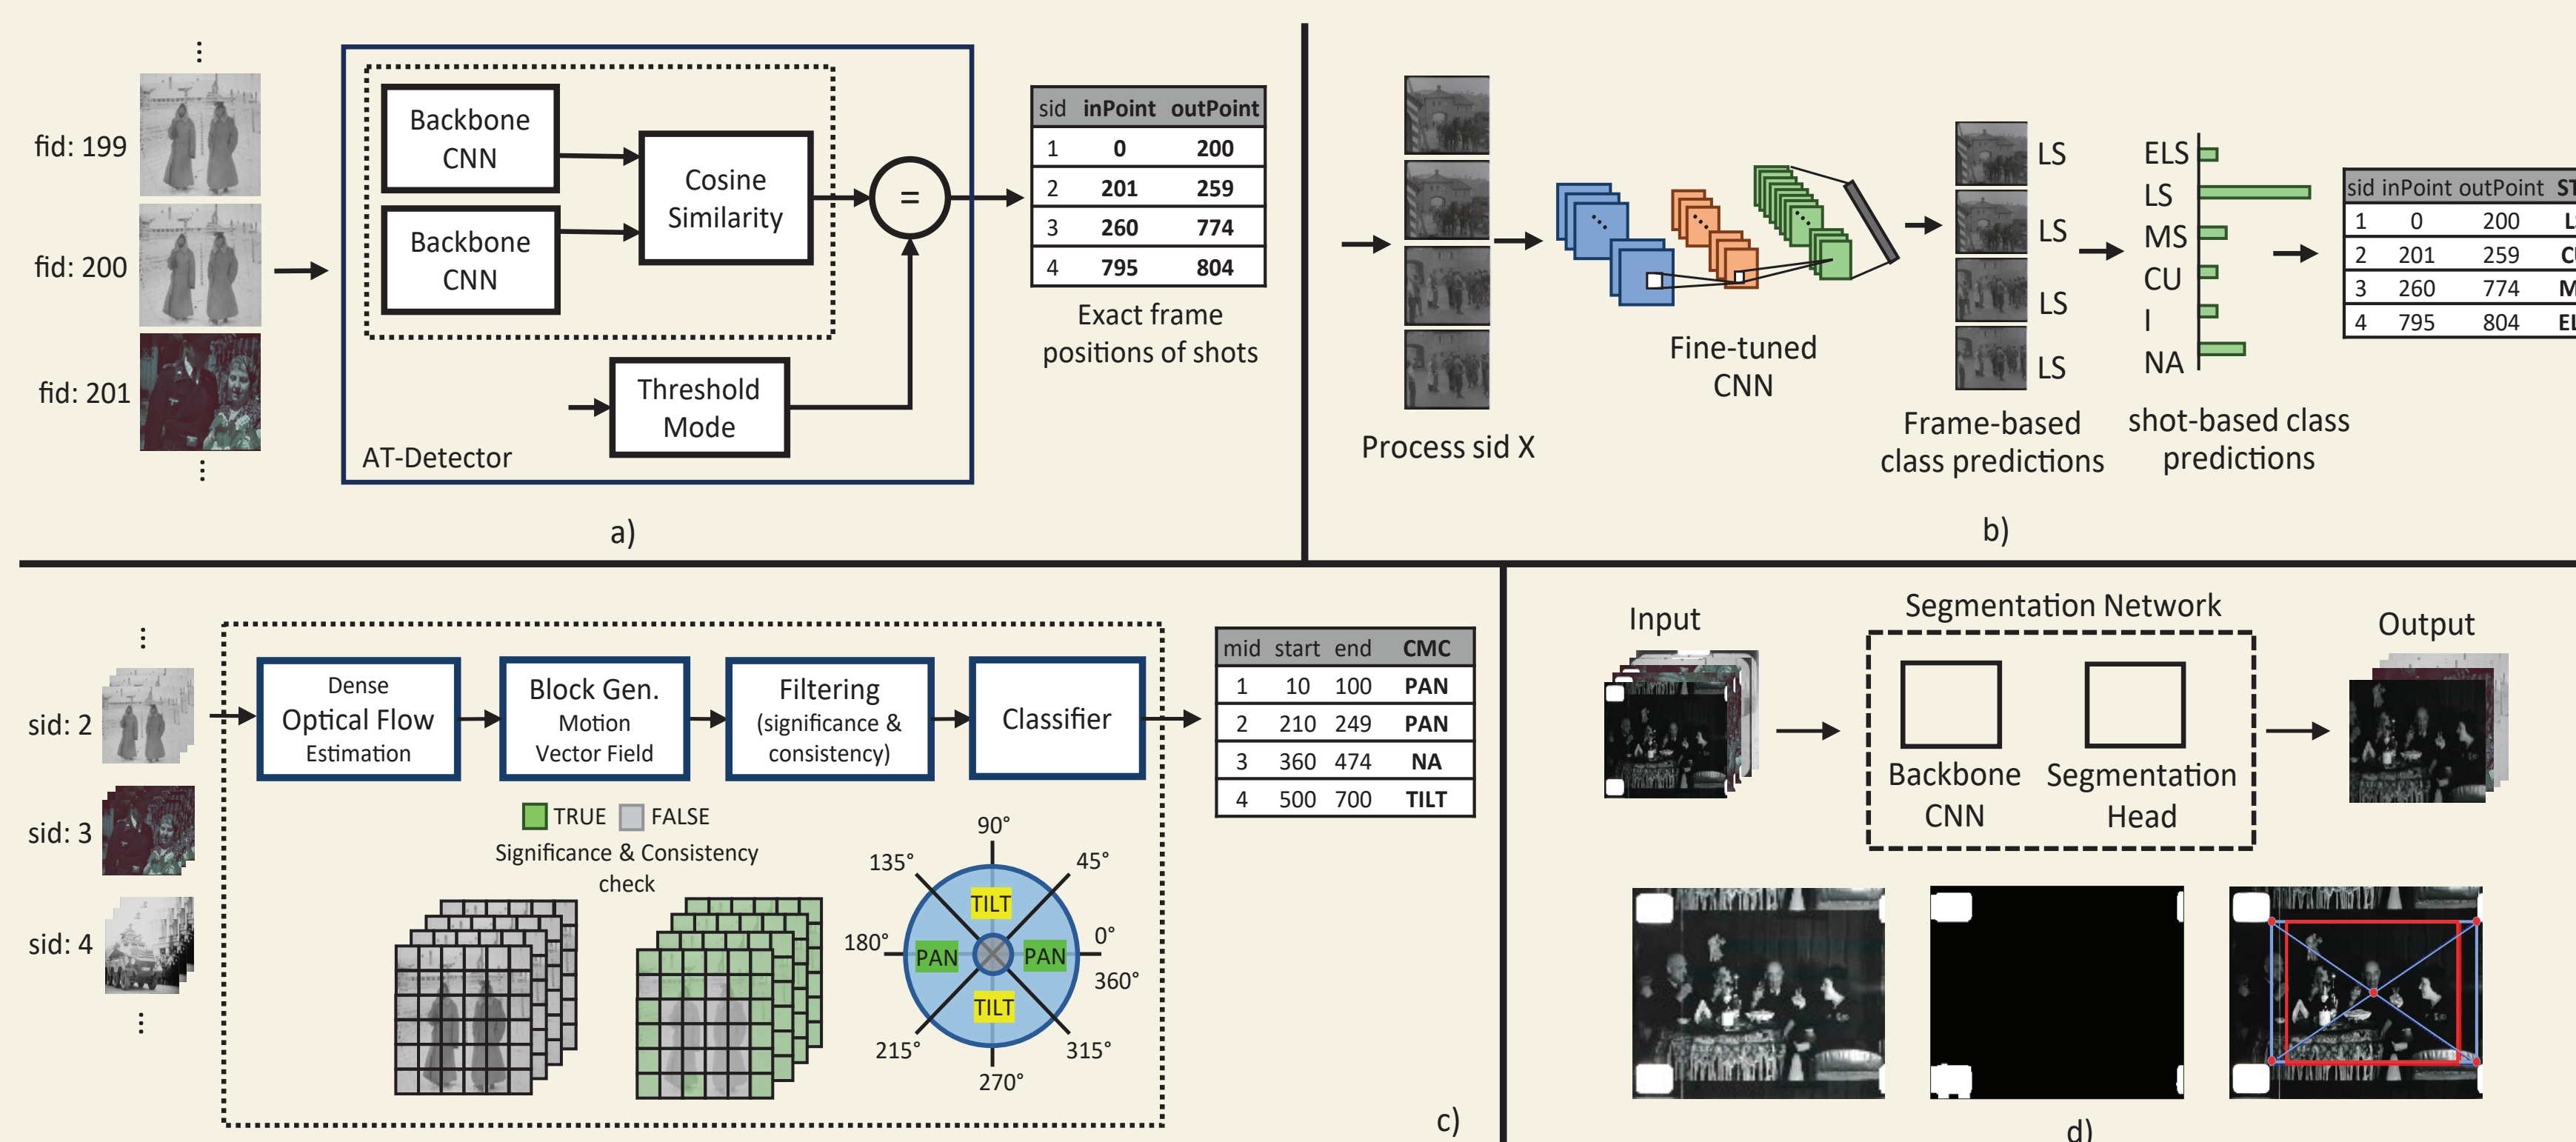 fid: 199
fid: 200
fid: 201
Backbone
CNN
Backbone
CNN
Cosine
Similarity
=
Threshold
Mode
AT-Detector
sid inPoint outPoint
1 0 200
2 201 259
3 260 774
4 795 804
Exact frame
positions of shots
a)
Process sid X
Fine-tuned
CNN
LS
LS
LS
LS
Frame-based
class predictions
ELS
LS
MS
CU
I
NA
shot-based class
predictions
sid inPoint outPoint
1 0 200
2 201 259
3 260 774
4 795 804
b)
sid: 2
sid: 3
sid: 4
Dense
Optical Flow
Estimation
Block Gen.
Motion
Vector Field
Filtering
(significance &
consistency)
Classifier
TRUE FALSE
Significance & Consistency
check
90°
135° 45°
TILT
180° PAN PAN 0°
360°
TILT
215° 315°
270°
mid start end CMC
1 10 100 PAN
2 210 249 PAN
3 360 474 NA
4 500 700 TILT
c)
Input
Segmentation Network
Backbone
CNN
Segmentation
Head
Output
d)